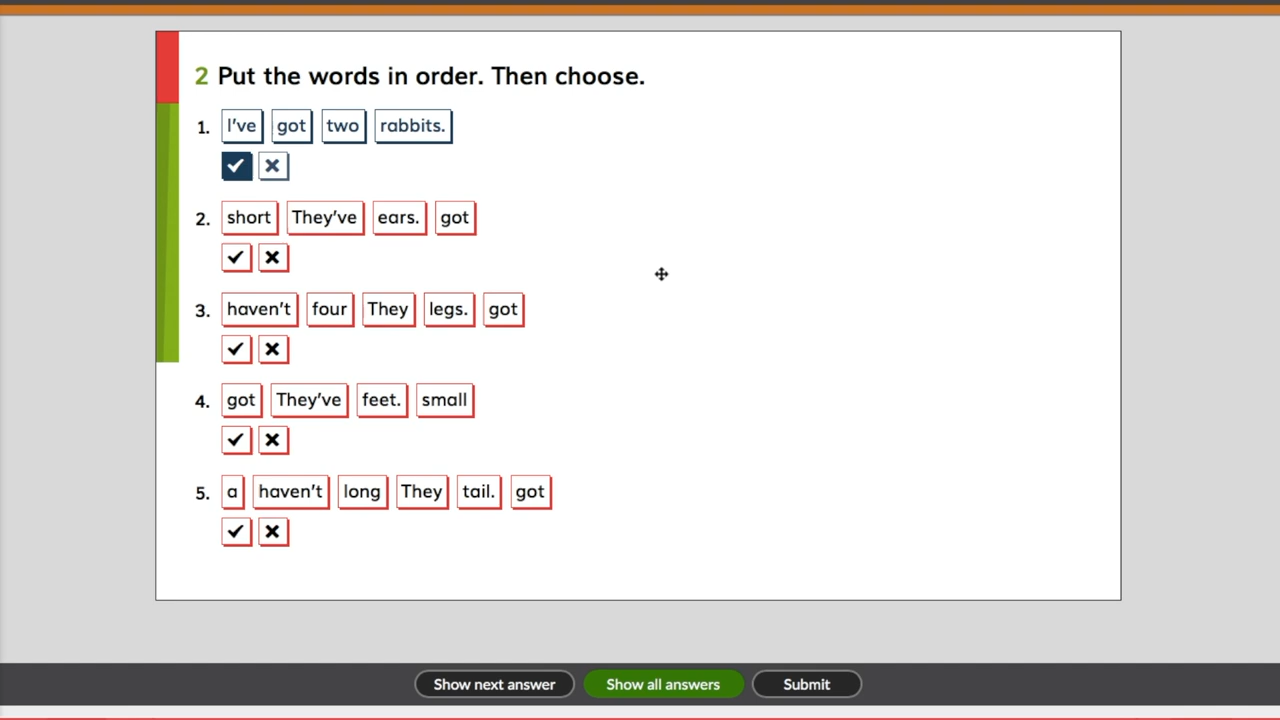 2 Put the words in order. Then choose.
1. I've got two rabbits.
✔ ✖
2. short They've ears. got
✔ ✖
3. haven't four They legs. got
✔ ✖
4. got They've feet. small
✔ ✖
5. a haven't long They tail. got
✔ ✖
Show next answer Show all answers Submit